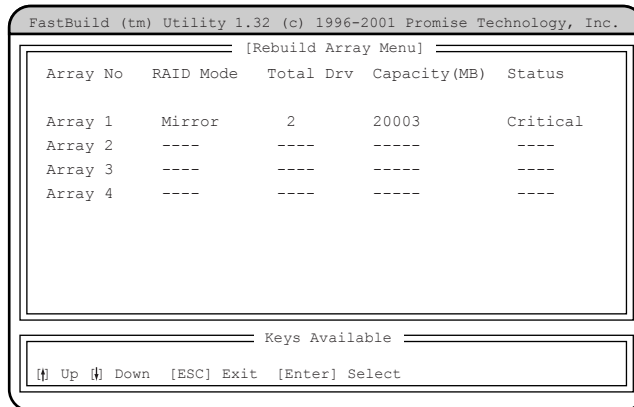 FastBuild (tm) Utility 1.32 (c) 1996-2001 Promise Technology, Inc.
[Rebuild Array Menu]
Array No RAID Mode Total Drv Capacity(MB) Status
Array 1 Mirror 2 20003 Critical
Array 2 ---- ---- ----- ----
Array 3 ---- ---- ----- ----
Array 4 ---- ---- ----- ----
Keys Available
[↑] Up [↓] Down [ESC] Exit [Enter] Select